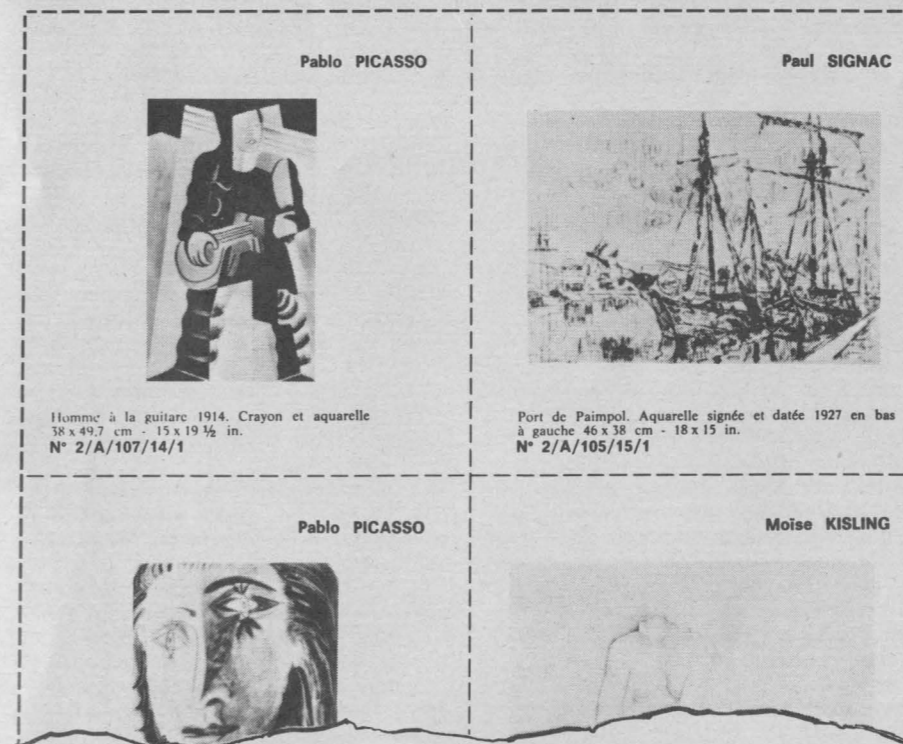 Pablo PICASSO
Homme à la guitare 1914. Crayon et aquarelle
38 x 49,7 cm - 15 x 19 ½ in.
N° 2/A/107/14/1
Paul SIGNAC
Port de Paimpol. Aquarelle signée et datée 1927 en bas
à gauche 46 x 38 cm - 18 x 15 in.
N° 2/A/105/15/1
Pablo PICASSO
Moïse KISLING